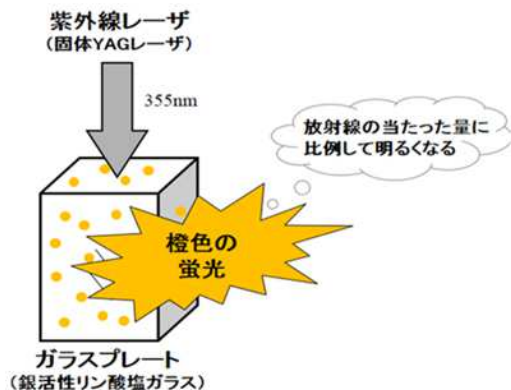 紫外線レーザ
(固体YAGレーザ)
355nm
放射線の当たった量に
比例して明るくなる
橙色の
蛍光
ガラスプレート
(銀活性リン酸塩ガラス)